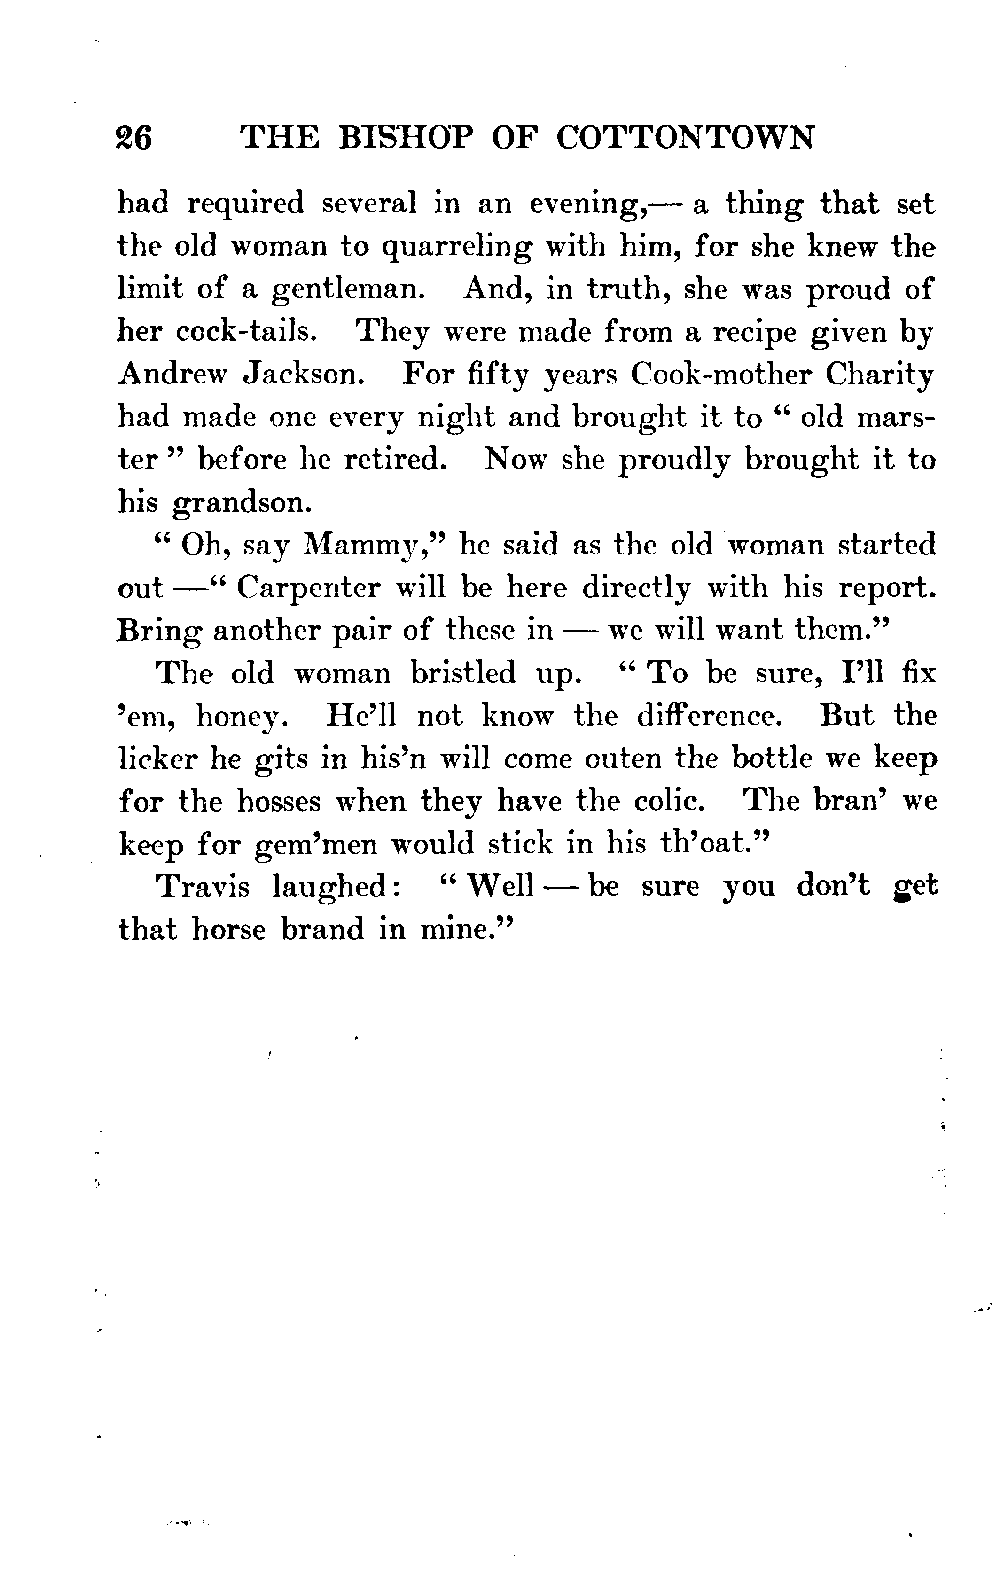 26 THE BISHOP OF COTTONTOWN
had required several in an evening,— a thing that set
the old woman to quarreling with him, for she knew the
limit of a gentleman. And, in truth, she was proud of
her cock-tails. They were made from a recipe given by
Andrew Jackson. For fifty years Cook-mother Charity
had made one every night and brought it to “ old mars-
ter ” before he retired. Now she proudly brought it to
his grandson.
“ Oh, say Mammy,” he said as the old woman started
out —“ Carpenter will be here directly with his report.
Bring another pair of these in — we will want them.”
The old woman bristled up. “ To be sure, I’ll fix
’em, honey. He’ll not know the difference. But the
licker he gits in his’n will come outen the bottle we keep
for the hosses when they have the colic. The bran’ we
keep for gem’men would stick in his th’oat.”
Travis laughed: “ Well — be sure you don’t get
that horse brand in mine.”